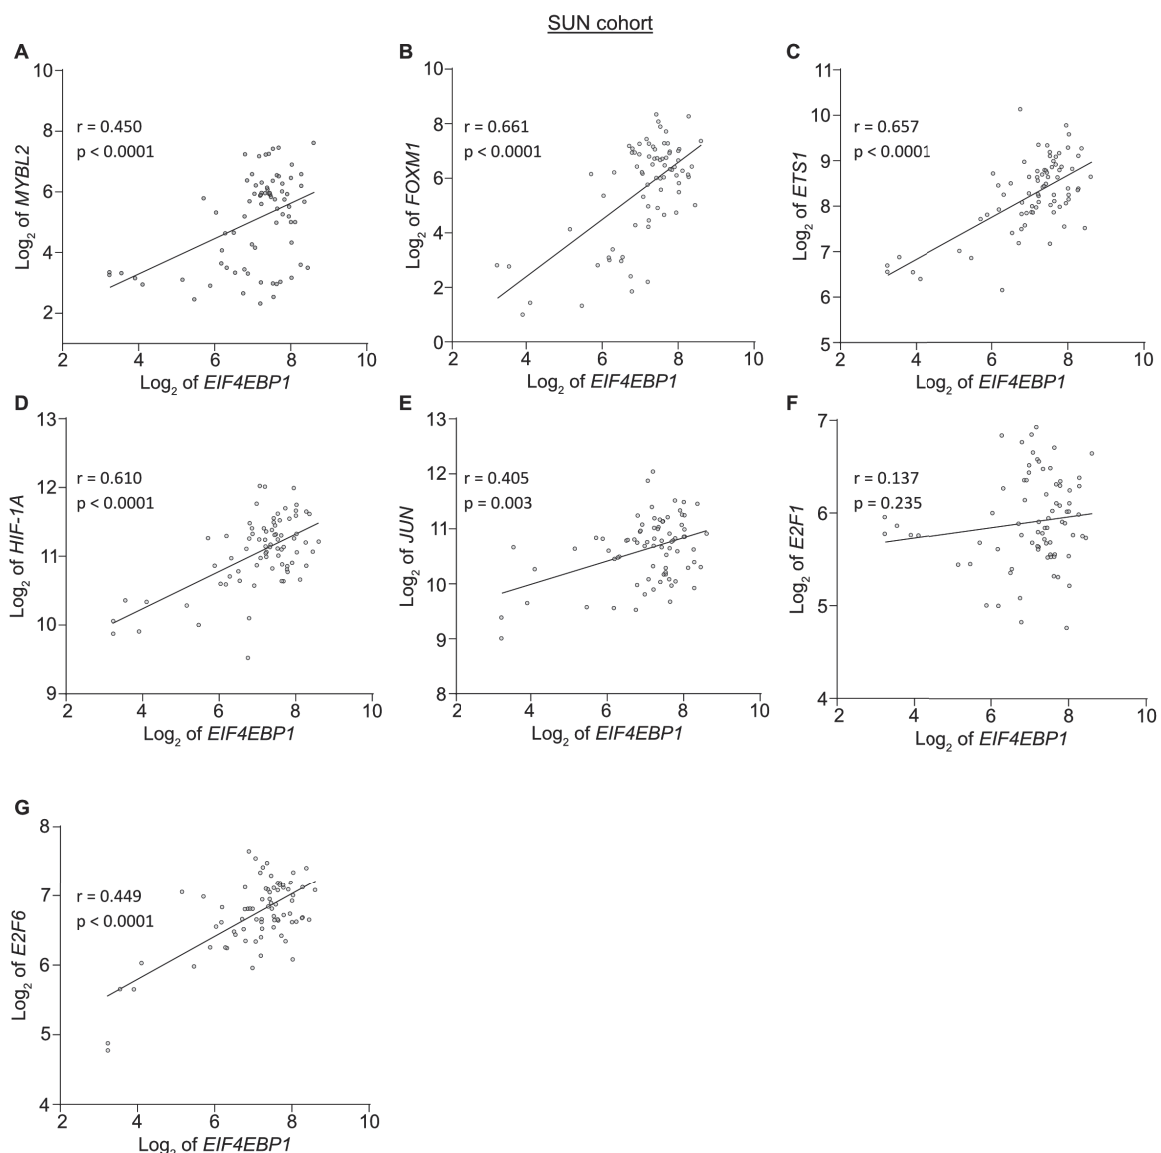 SUN cohort
A
10
8
6
4
2
2 4 6 8 10
r = 0.450
p < 0.0001
Log2 of MYBL2
Log2 of EIF4EBP1
B
10
8
6
4
2
0
2 4 6 8 10
r = 0.661
p < 0.0001
Log2 of FOXM1
Log2 of EIF4EBP1
C
11
10
9
8
7
6
5
2 4 6 8 10
r = 0.657
p < 0.0001
Log2 of ETS1
Log2 of EIF4EBP1
D
13
12
11
10
9
2 4 6 8 10
r = 0.610
p < 0.0001
Log2 of HIF-1A
Log2 of EIF4EBP1
E
13
12
11
10
9
8
2 4 6 8 10
r = 0.405
p = 0.003
Log2 of JUN
Log2 of EIF4EBP1
F
7
6
5
4
2 4 6 8 10
r = 0.137
p = 0.235
Log2 of E2F1
Log2 of EIF4EBP1
G
8
7
6
5
4
2 4 6 8 10
r = 0.449
p < 0.0001
Log2 of E2F6
Log2 of EIF4EBP1